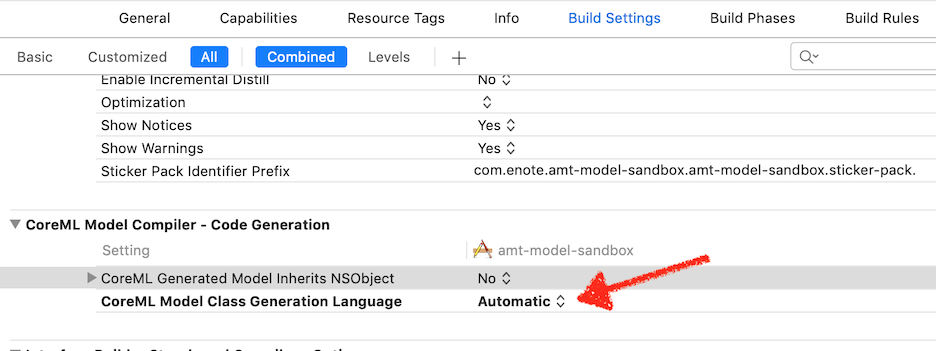 General Capabilities Resource Tags Info Build Settings Build Phases Build Rules
Basic Customized All Combined Levels
Enable Incremental Distill No
Optimization
Show Notices Yes
Show Warnings Yes
Sticker Pack Identifier Prefix com.enote.amt-model-sandbox.amt-model-sandbox.sticker-pack.
CoreML Model Compiler - Code Generation
Setting amt-model-sandbox
CoreML Generated Model Inherits NSObject No
CoreML Model Class Generation Language Automatic